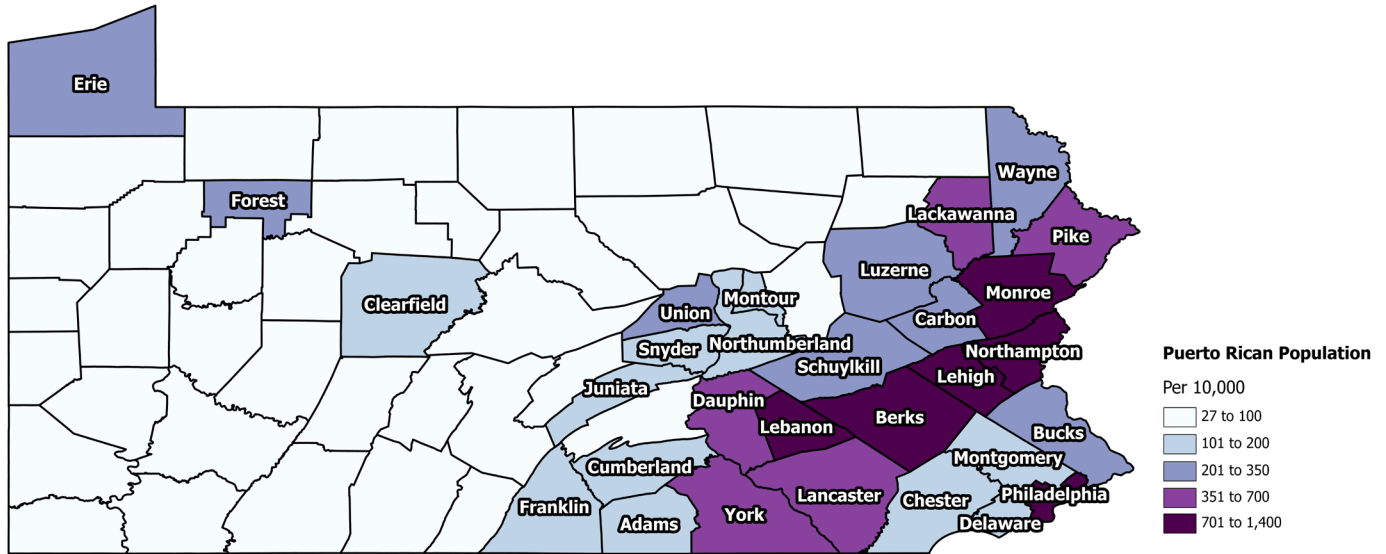 Erie
Wayne
Forest
Lackawanna
Pike
Luzerne
Monroe
Clearfield
Montour
Union
Carbon
Northumberland
Snyder
Northampton
Schuylkill
Lehigh
Juniata
Dauphin
Berks
Lebanon
Bucks
Montgomery
Cumberland
Lancaster
Philadelphia
Chester
Franklin
York
Adams
Delaware
Puerto Rican Population
Per 10,000
27 to 100
101 to 200
201 to 350
351 to 700
701 to 1,400